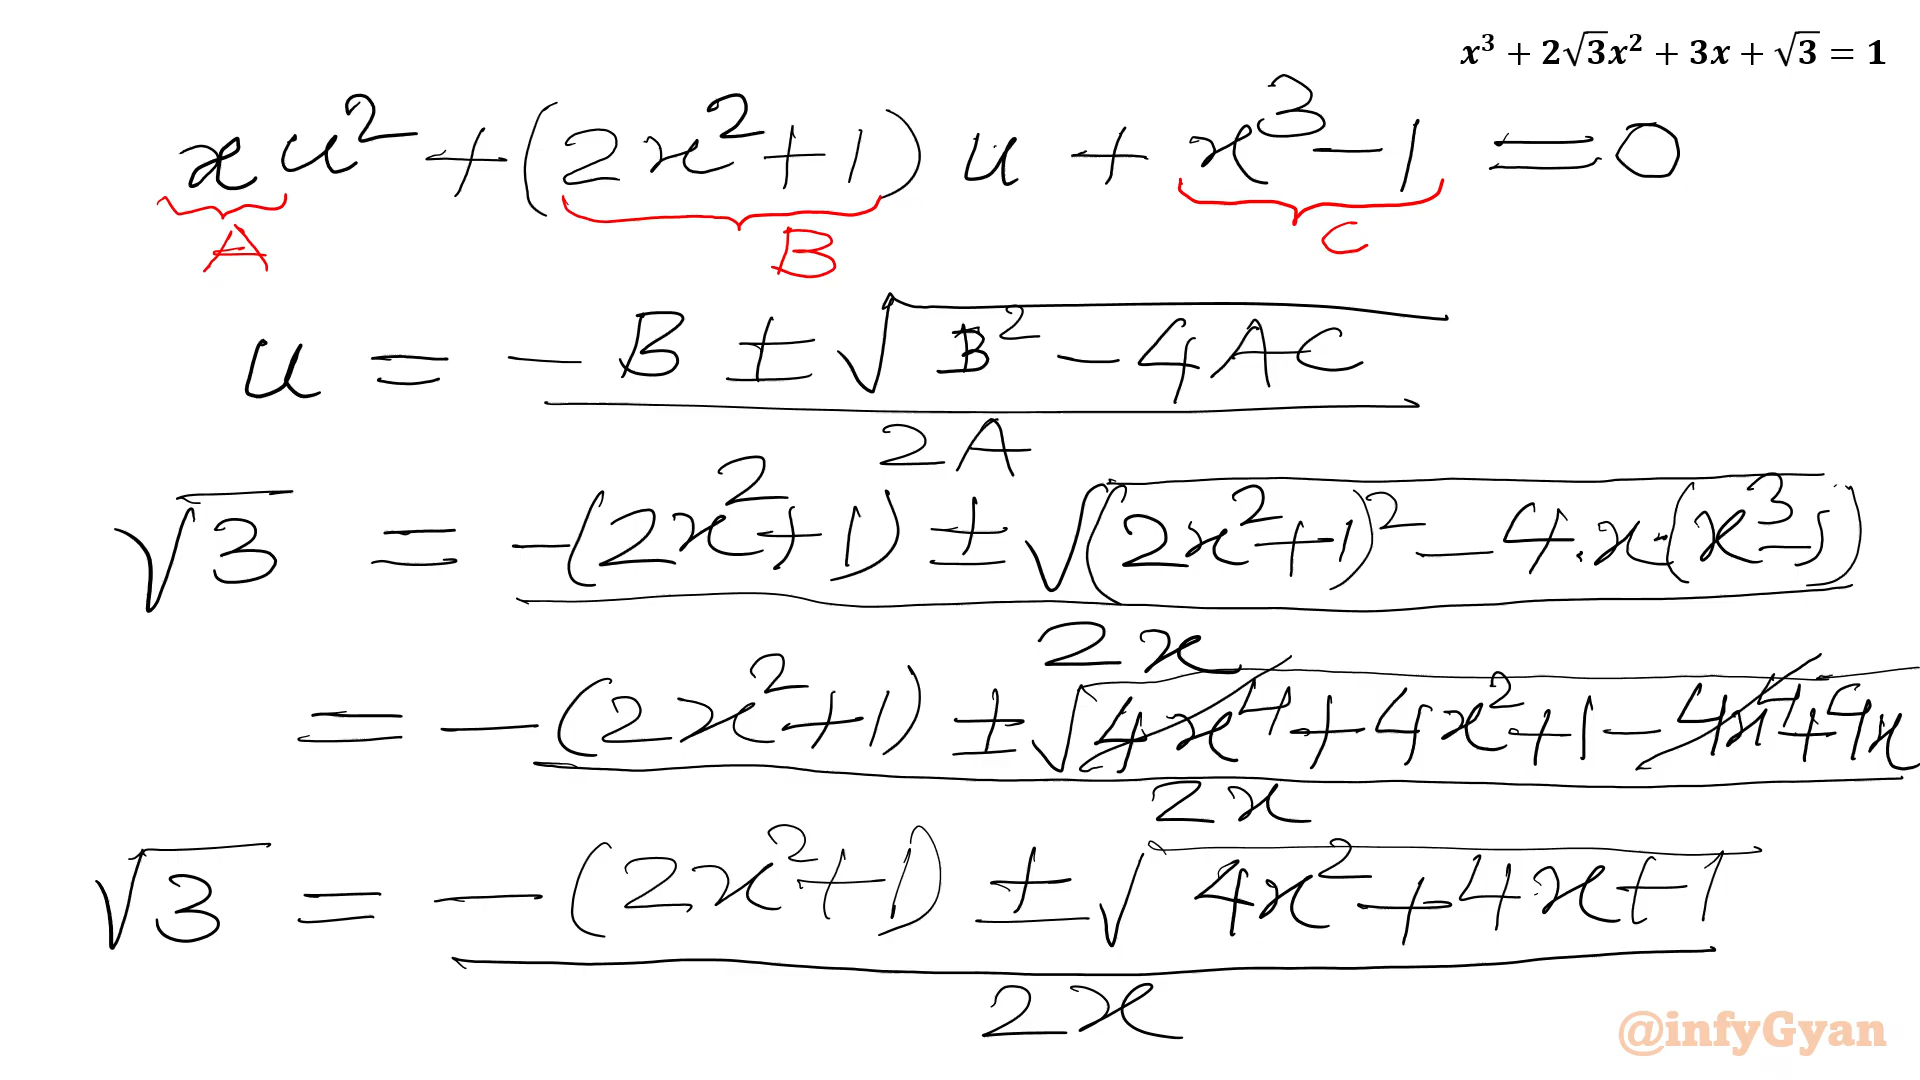 x³ + 2√3x² + 3x + √3 = 1
xu² + (2x² + 1)u + x³ - 1 = 0
A B C
u = -B ± √(B² - 4AC)
2A
√3 = -(2x² + 1) ± √((2x² + 1)² - 4·x·(x³ - 1))
2x
= -(2x² + 1) ± √(4x⁴ + 4x² + 1 - 4x⁴ + 4x)
2x
√3 = -(2x² + 1) ± √(4x² + 4x + 1)
2x
@infyGyan